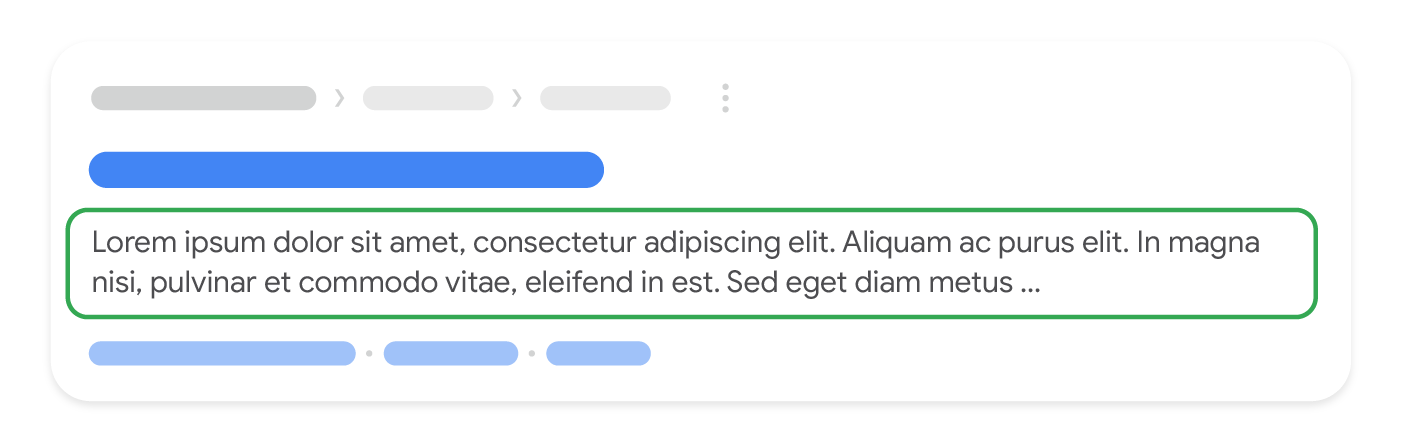 Lorem ipsum dolor sit amet, consectetur adipiscing elit. Aliquam ac purus elit. In magna
nisi, pulvinar et commodo vitae, eleifend in est. Sed eget diam metus ...